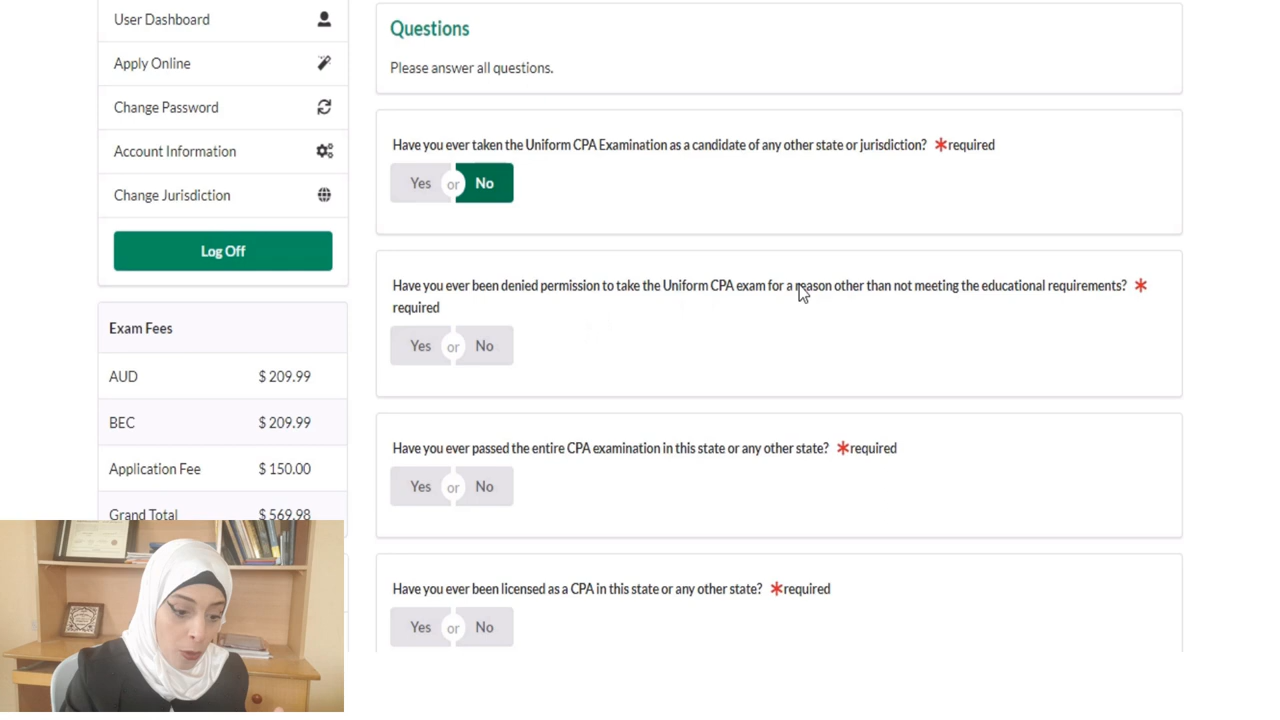 User Dashboard
Apply Online
Change Password
Account Information
Change Jurisdiction
Log Off
Exam Fees
AUD $ 209.99
BEC $ 209.99
Application Fee $ 150.00
Grand Total $ 569.98
Questions
Please answer all questions.
Have you ever taken the Uniform CPA Examination as a candidate of any other state or jurisdiction? *required
Yes or No
Have you ever been denied permission to take the Uniform CPA exam for a reason other than not meeting the educational requirements? *
required
Yes or No
Have you ever passed the entire CPA examination in this state or any other state? *required
Yes or No
Have you ever been licensed as a CPA in this state or any other state? *required
Yes or No